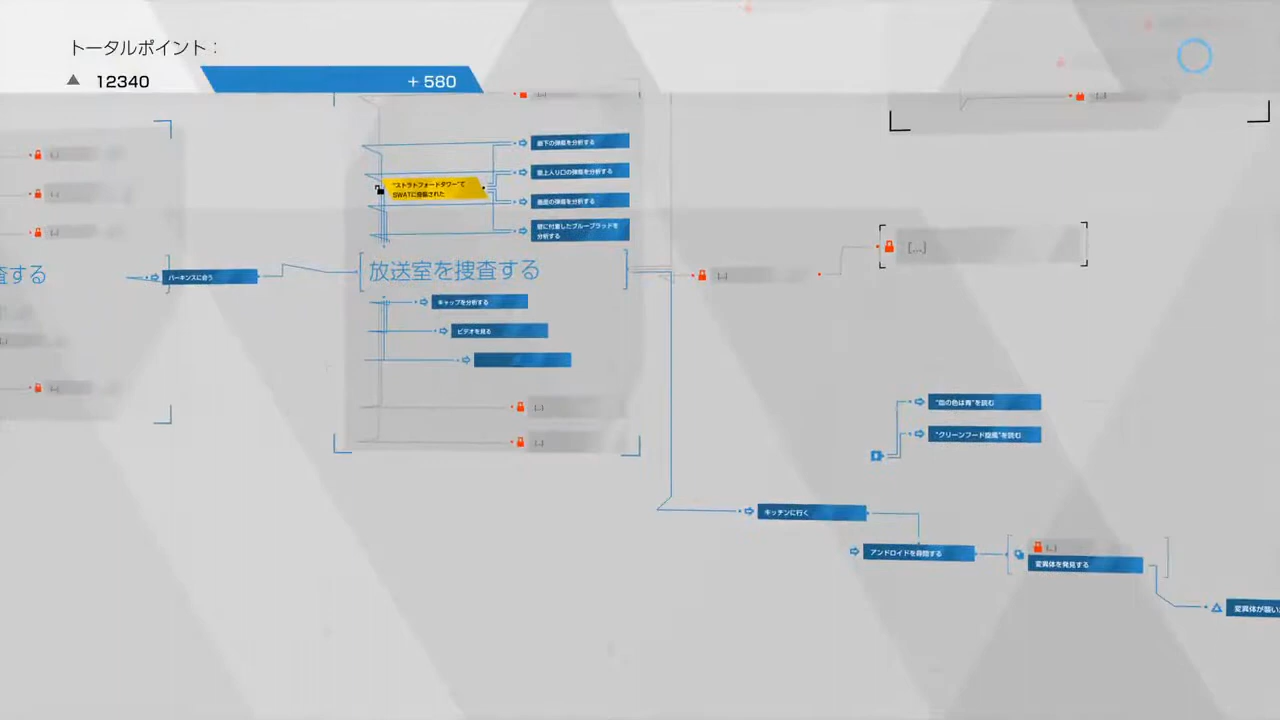 トータルポイント：
12340
+ 580
廊下の弾痕を分析する
屋上入り口の弾痕を分析する
"ストラトフォードタワー"で
SWATに目撃された
画面の弾痕を分析する
壁に付着したブルーブラッドを
分析する
査する
パーキンスに会う
放送室を捜査する
[...]
キャップを分析する
ビデオを見る
"血の色は青"を読む
"グリーンフード旋風"を読む
キッチンに行く
アンドロイドを尋問する
変異体を発見する
変異体が襲い